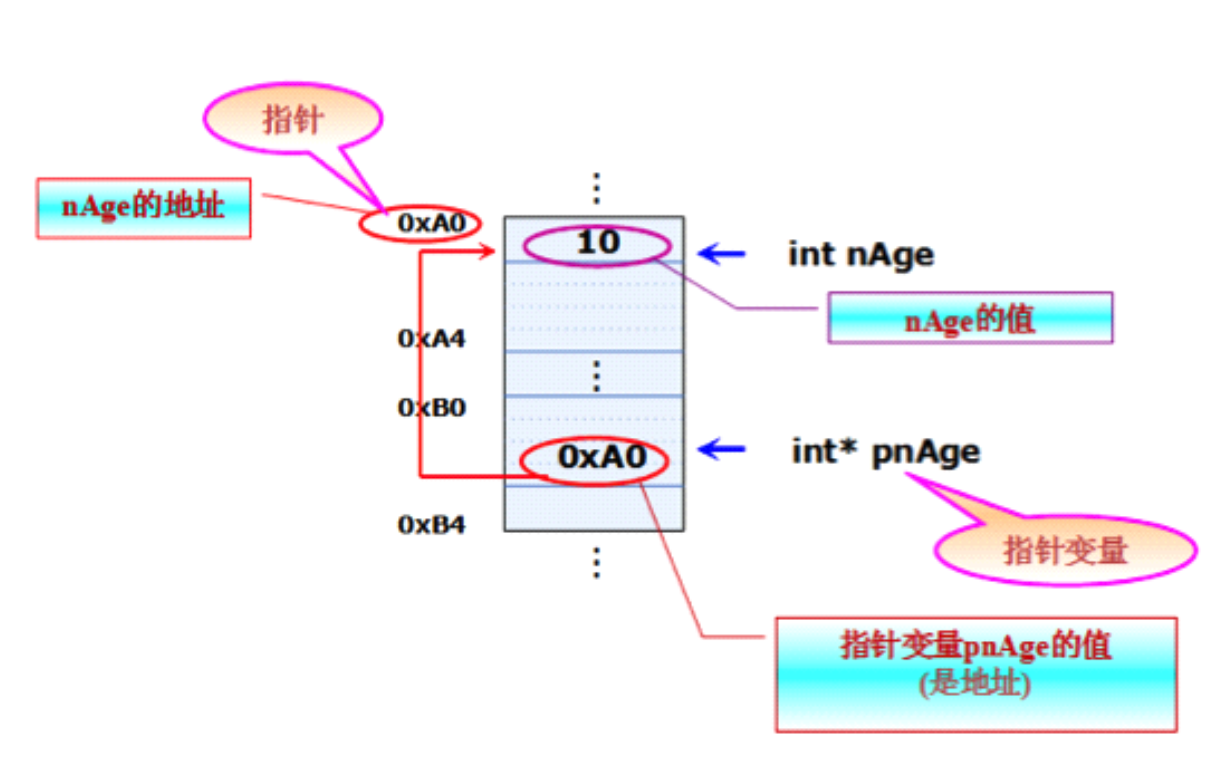 指针
nAge的地址
0xA0
10
int nAge
nAge的值
0xA4
0xB0
0xA0
int* pnAge
0xB4
指针变量
指针变量pnAge的值
(是地址)